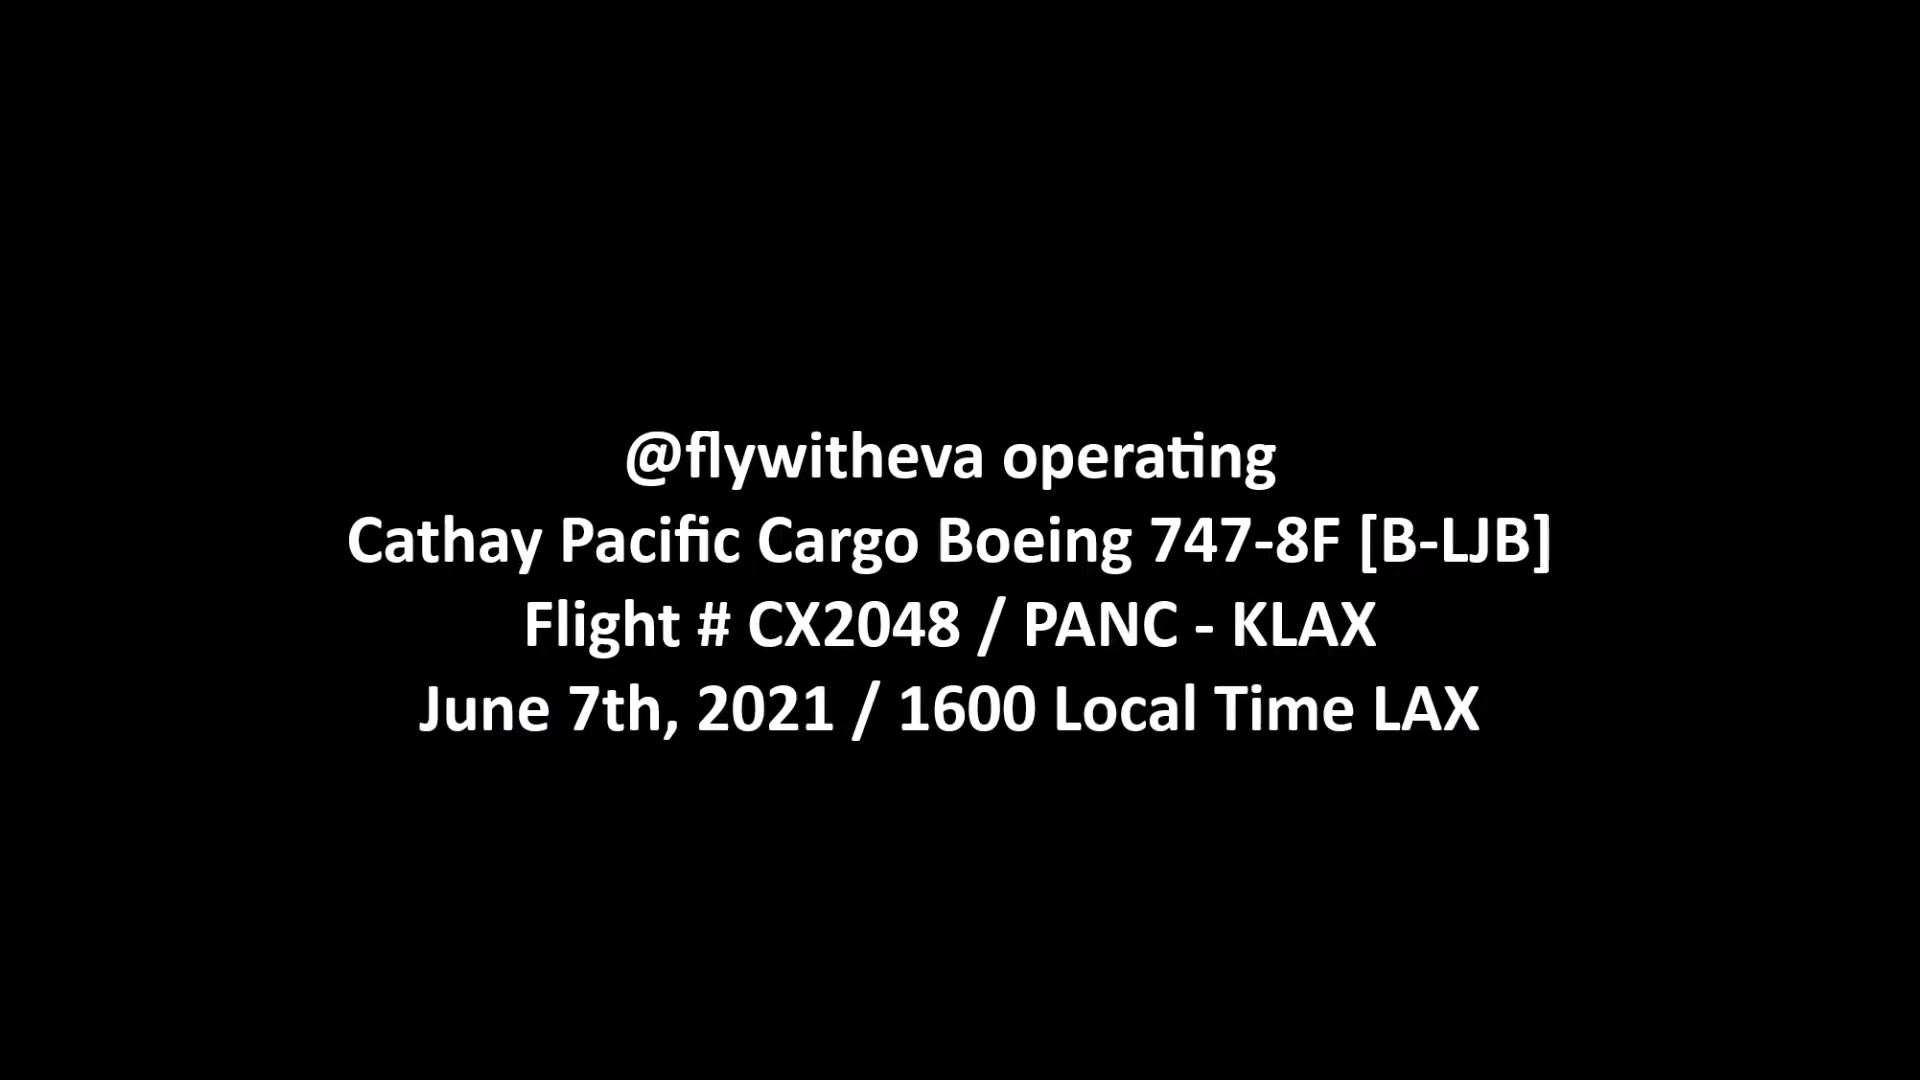 @flywitheva operating
Cathay Pacific Cargo Boeing 747-8F [B-LJB]
Flight # CX2048 / PANC - KLAX
June 7th, 2021 / 1600 Local Time LAX